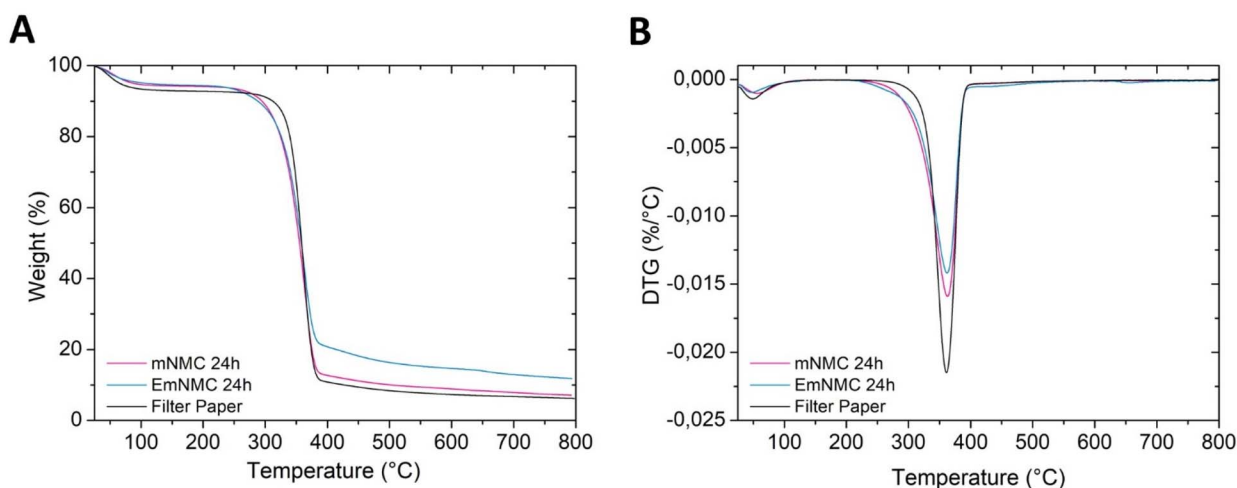 A
100
80
60
40
20
0
Weight (%)
mNMC 24h
EmNMC 24h
Filter Paper
100 200 300 400 500 600 700 800
Temperature (°C)
B
0,000
-0,005
-0,010
-0,015
-0,020
-0,025
DTG (%/°C)
mNMC 24h
EmNMC 24h
Filter Paper
100 200 300 400 500 600 700 800
Temperature (°C)